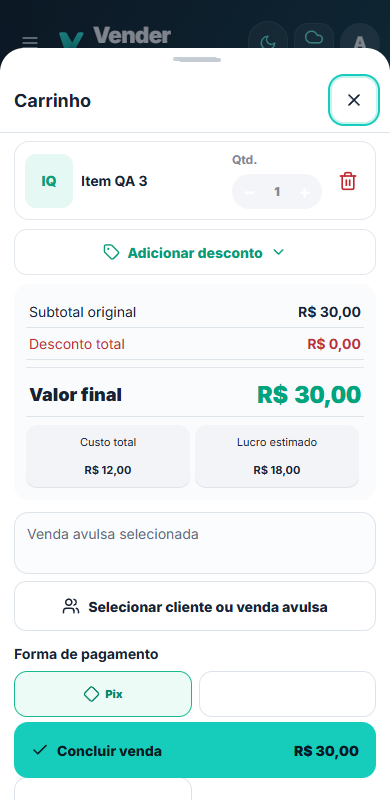 Vender
A
Carrinho
Qtd.
IQ
Item QA 3
1
Adicionar desconto
Subtotal original
R$ 30,00
Desconto total
R$ 0,00
Valor final
R$ 30,00
Custo total
R$ 12,00
Lucro estimado
R$ 18,00
Venda avulsa selecionada
Selecionar cliente ou venda avulsa
Forma de pagamento
Pix
Concluir venda
R$ 30,00